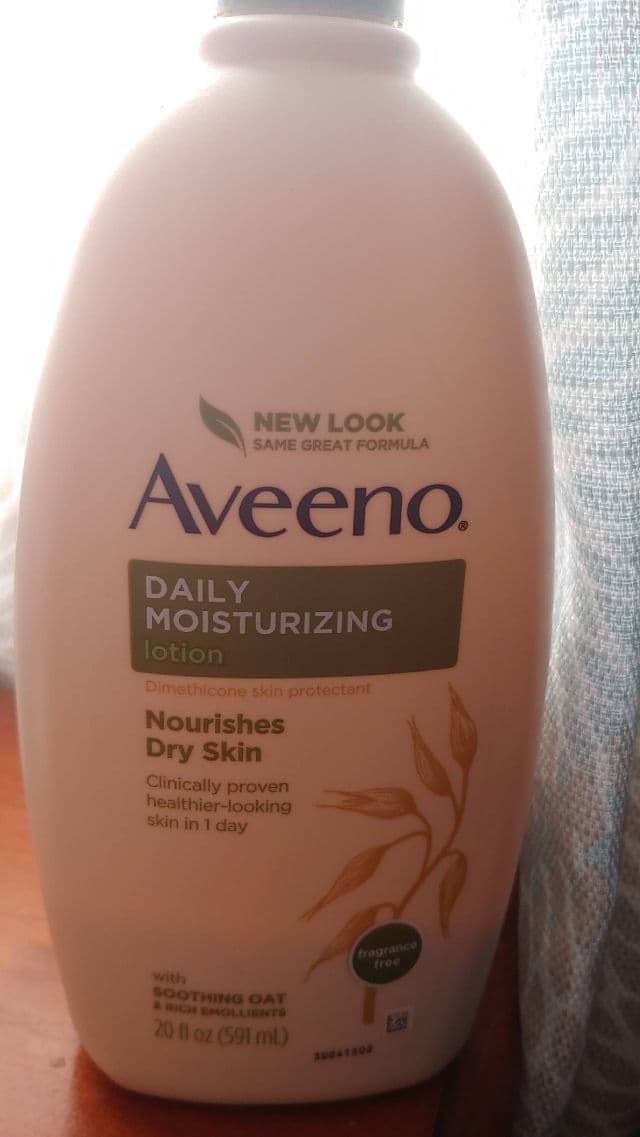 NEW LOOK
SAME GREAT FORMULA
Aveeno®
DAILY
MOISTURIZING
lotion
Dimethicone skin protectant
Nourishes
Dry Skin
Clinically proven
healthier-looking
skin in 1 day
fragrance
free
with
SOOTHING OAT
& RICH EMOLLIENTS
20 fl oz (591 mL)